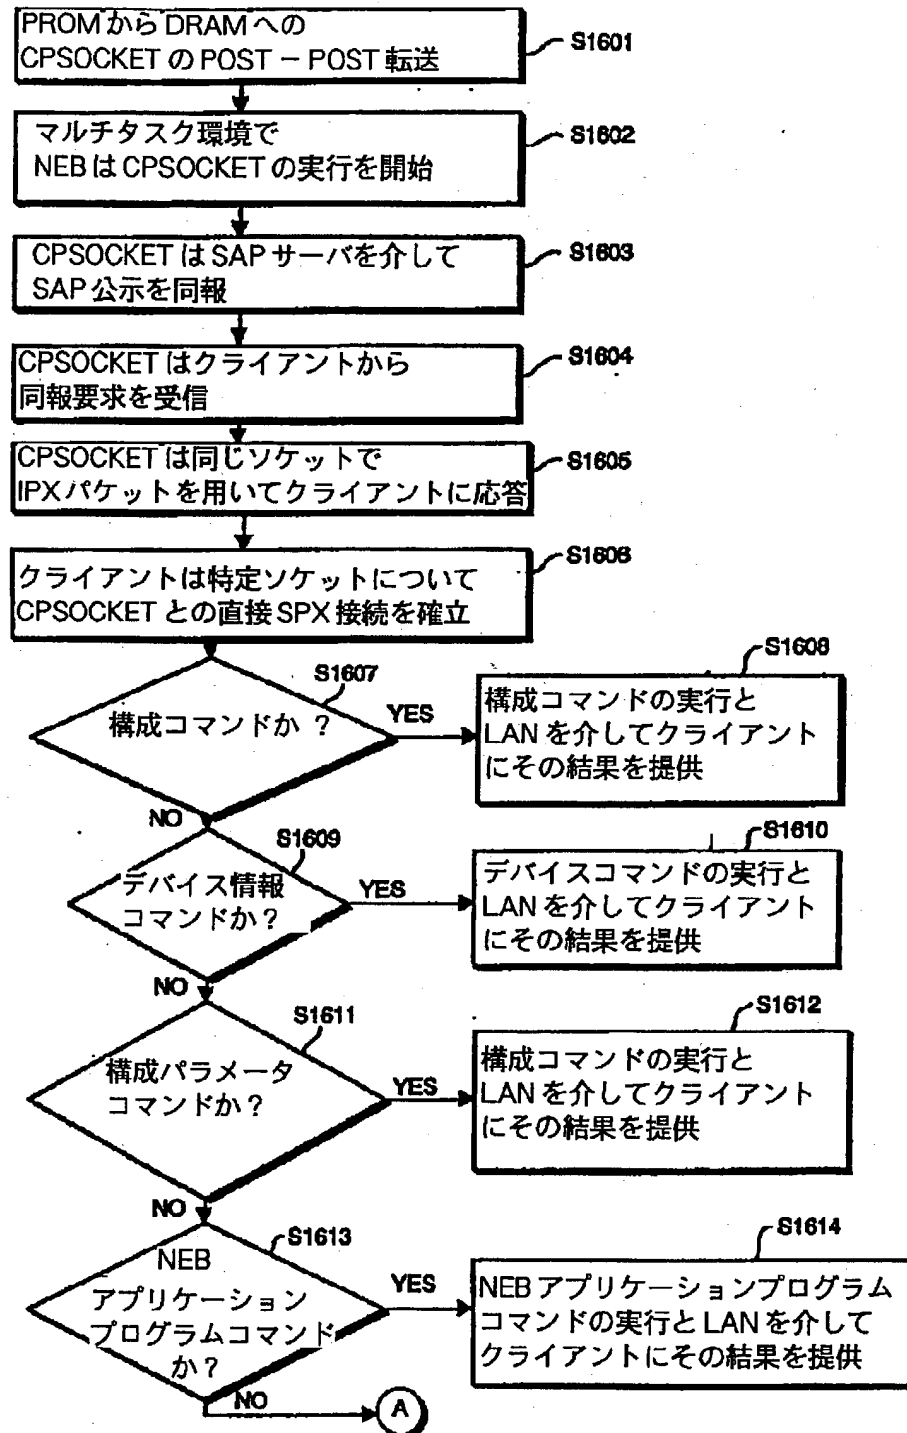 PROMからDRAMへの
CPSOCKETのPOST－POST転送
S1601
マルチタスク環境で
NEBはCPSOCKETの実行を開始
S1602
CPSOCKETはSAPサーバを介して
SAP公示を同報
S1603
CPSOCKETはクライアントから
同報要求を受信
S1604
CPSOCKETは同じソケットで
IPXパケットを用いてクライアントに応答
S1605
クライアントは特定ソケットについて
CPSOCKETとの直接SPX接続を確立
S1606
構成コマンドか？
S1607
YES
構成コマンドの実行と
LANを介してクライアント
にその結果を提供
S1608
NO
デバイス情報
コマンドか？
S1609
YES
デバイスコマンドの実行と
LANを介してクライアント
にその結果を提供
S1610
NO
構成パラメータ
コマンドか？
S1611
YES
構成コマンドの実行と
LANを介してクライアント
にその結果を提供
S1612
NO
NEB
アプリケーション
プログラムコマンド
か？
S1613
YES
NEBアプリケーションプログラム
コマンドの実行とLANを介して
クライアントにその結果を提供
S1614
NO
A